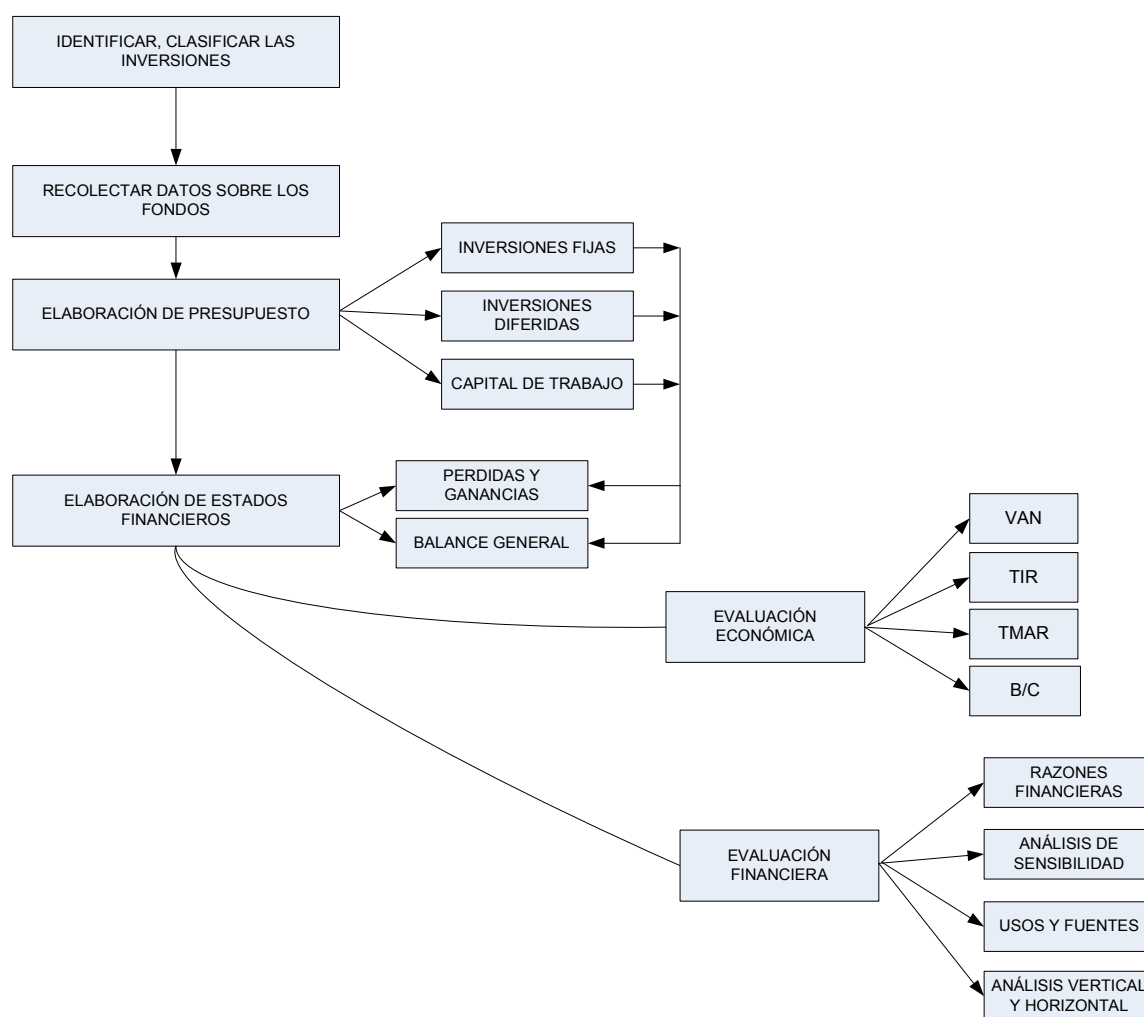 IDENTIFICAR, CLASIFICAR LAS
INVERSIONES
RECOLECTAR DATOS SOBRE LOS
FONDOS
ELABORACIÓN DE PRESUPUESTO
INVERSIONES FIJAS
INVERSIONES
DIFERIDAS
CAPITAL DE TRABAJO
ELABORACIÓN DE ESTADOS
FINANCIEROS
PERDIDAS Y
GANANCIAS
BALANCE GENERAL
EVALUACIÓN
ECONÓMICA
VAN
TIR
TMAR
B/C
EVALUACIÓN
FINANCIERA
RAZONES
FINANCIERAS
ANÁLISIS DE
SENSIBILIDAD
USOS Y FUENTES
ANÁLISIS VERTICAL
Y HORIZONTAL